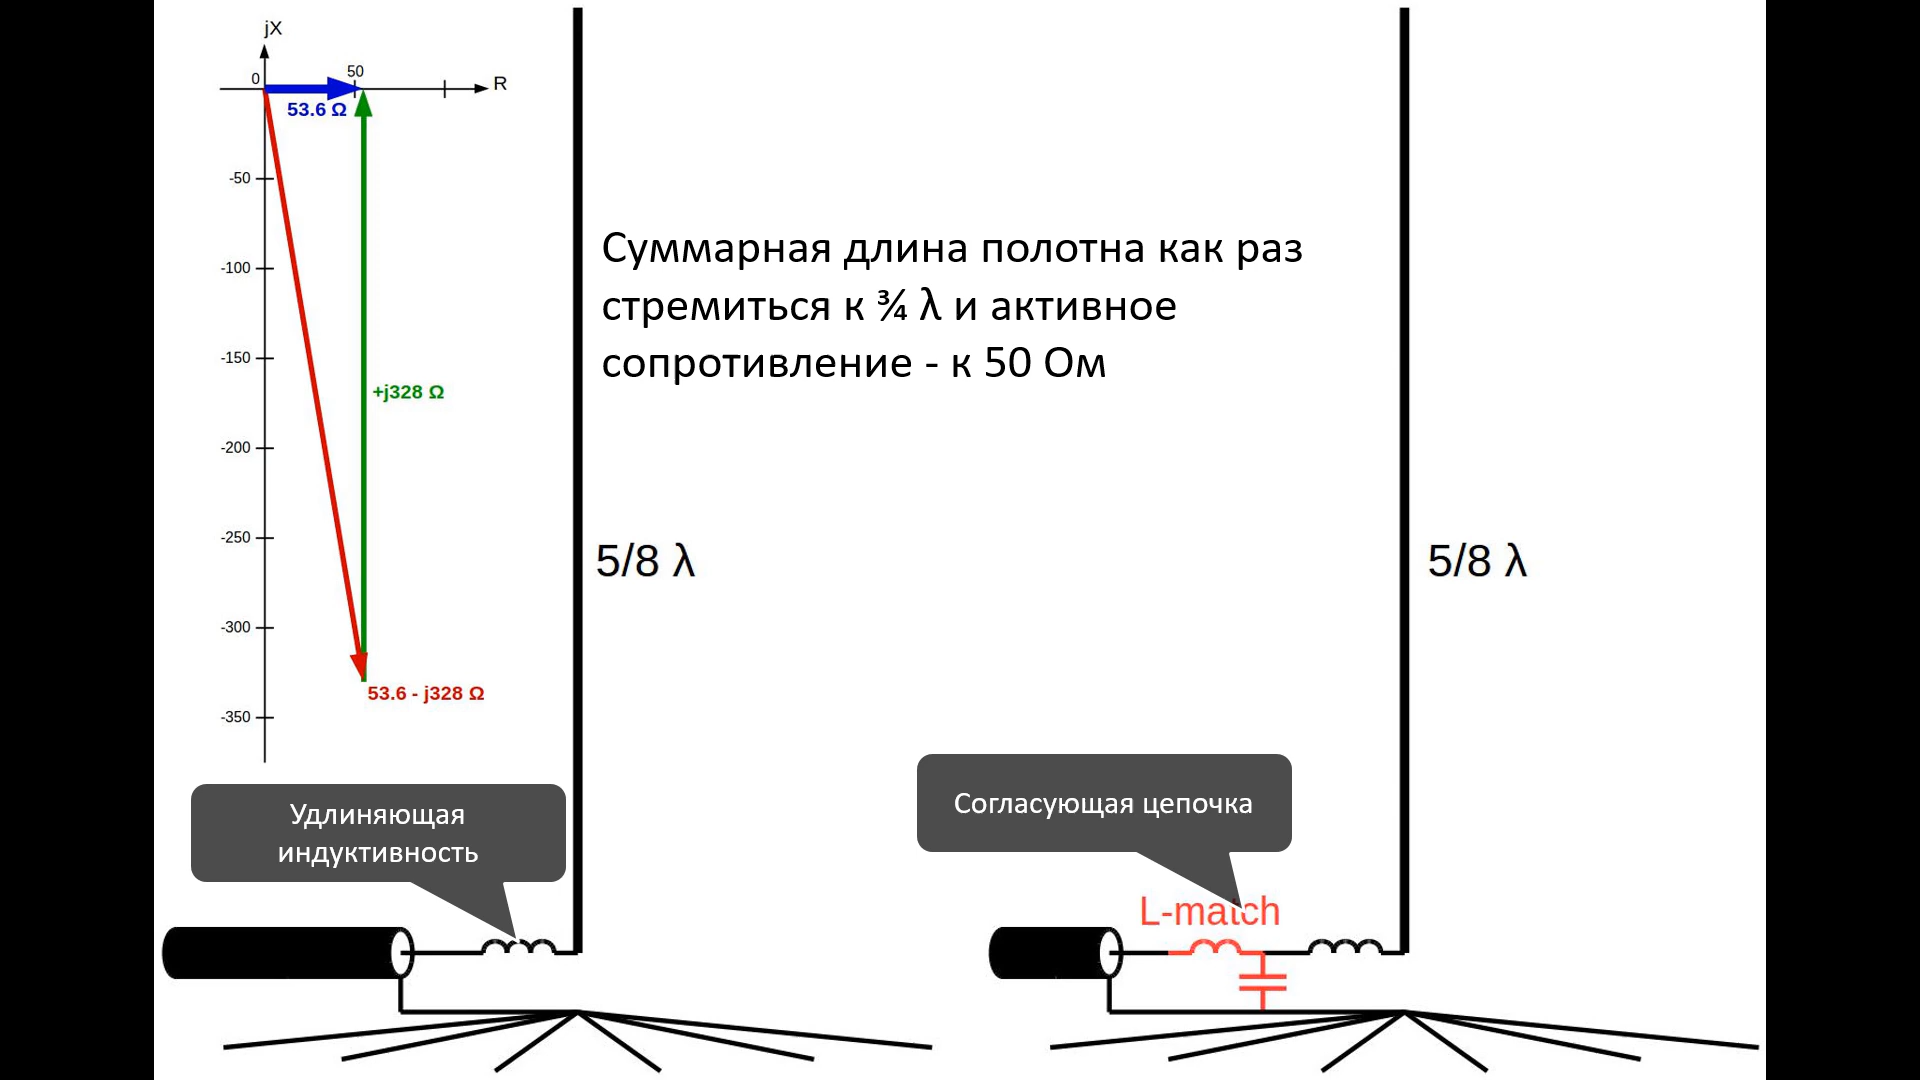 jX
0
50
R
53.6 Ω
-50
-100
-150
-200
-250
-300
-350
+j328 Ω
53.6 - j328 Ω
Суммарная длина полотна как раз
стремиться к ¾ λ и активное
сопротивление - к 50 Ом
5/8 λ
5/8 λ
Удлиняющая
индуктивность
Согласующая цепочка
L-match